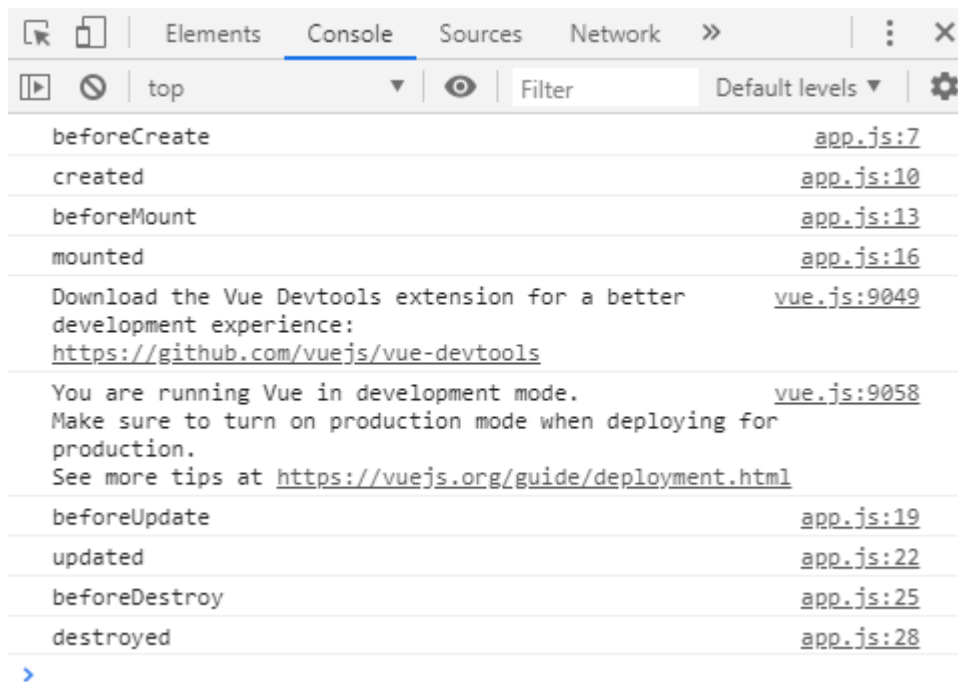 Elements Console Sources Network »
top Filter Default levels
beforeCreate app.js:7
created app.js:10
beforeMount app.js:13
mounted app.js:16
Download the Vue Devtools extension for a better vue.js:9049
development experience:
https://github.com/vuejs/vue-devtools
You are running Vue in development mode. vue.js:9058
Make sure to turn on production mode when deploying for
production.
See more tips at https://vuejs.org/guide/deployment.html
beforeUpdate app.js:19
updated app.js:22
beforeDestroy app.js:25
destroyed app.js:28